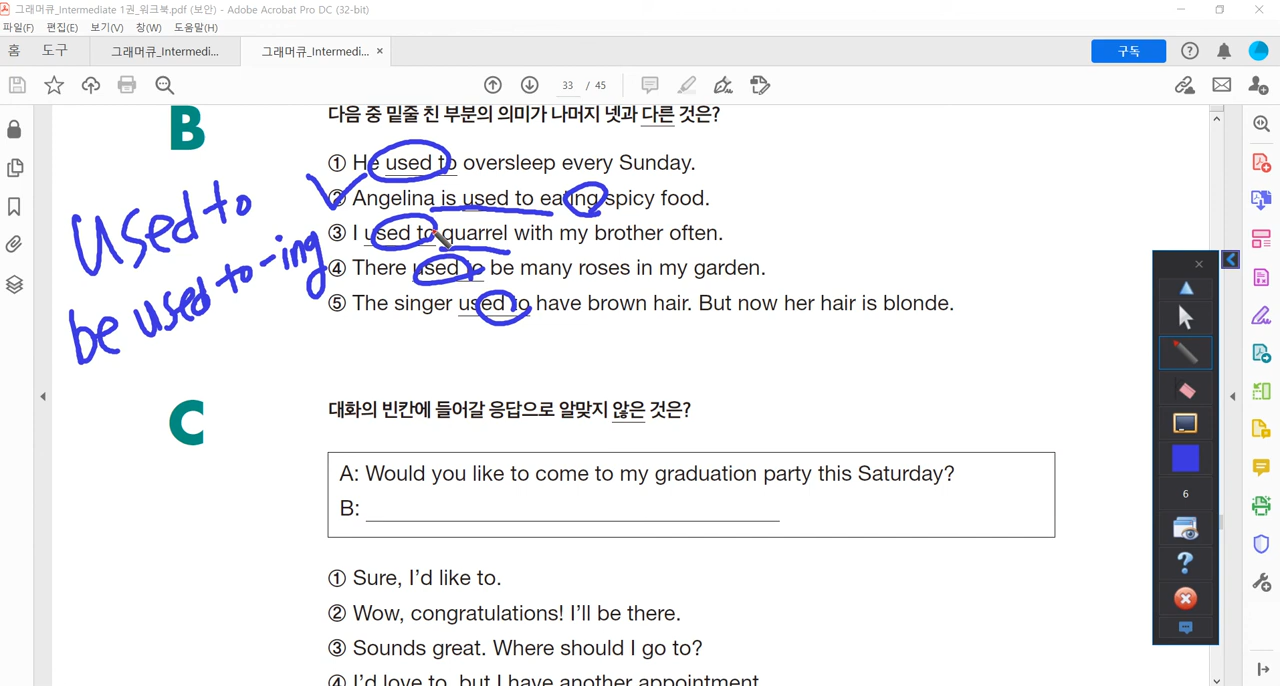 그래머큐_Intermediate 1권_워크북.pdf (보안) - Adobe Acrobat Pro DC (32-bit)
파일(F) 편집(E) 보기(V) 창(W) 도움말(H)
홈 도구 그래머큐_Intermedi... 그래머큐_Intermedi... × 구독
33 / 45
B 다음 중 밑줄 친 부분의 의미가 나머지 넷과 다른 것은?
① He used to oversleep every Sunday.
② Angelina is used to eating spicy food.
③ I used to quarrel with my brother often.
④ There used to be many roses in my garden.
⑤ The singer used to have brown hair. But now her hair is blonde.
used to
be used to -ing
C 대화의 빈칸에 들어갈 응답으로 알맞지 않은 것은?
A: Would you like to come to my graduation party this Saturday?
B:
① Sure, I'd like to.
② Wow, congratulations! I'll be there.
③ Sounds great. Where should I go to?
④ I'd love to, but I have another appointment.
6